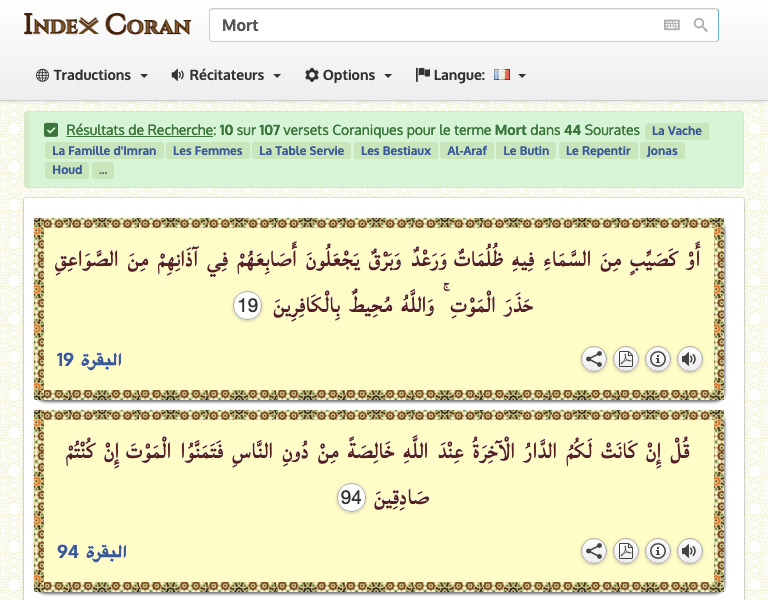 INDEX CORAN
Mort
Traductions
Récitateurs
Options
Langue:
Résultats de Recherche: 10 sur 107 versets Coraniques pour le terme Mort dans 44 Sourates La Vache
La Famille d'Imran Les Femmes La Table Servie Les Bestiaux Al-Araf Le Butin Le Repentir Jonas
Houd ...
أَوْ كَصَيِّبٍ مِنَ السَّمَاءِ فِيهِ ظُلُمَاتٌ وَرَعْدٌ وَبَرْقٌ يَجْعَلُونَ أَصَابِعَهُمْ فِي آذَانِهِمْ مِنَ الصَّوَاعِقِ
حَذَرَ الْمَوْتِ ۚ وَاللَّهُ مُحِيطٌ بِالْكَافِرِينَ 19
البقرة 19
قُلْ إِنْ كَانَتْ لَكُمُ الدَّارُ الْآخِرَةُ عِنْدَ اللَّهِ خَالِصَةً مِنْ دُونِ النَّاسِ فَتَمَنَّوُا الْمَوْتَ إِنْ كُنْتُمْ
صَادِقِينَ 94
البقرة 94